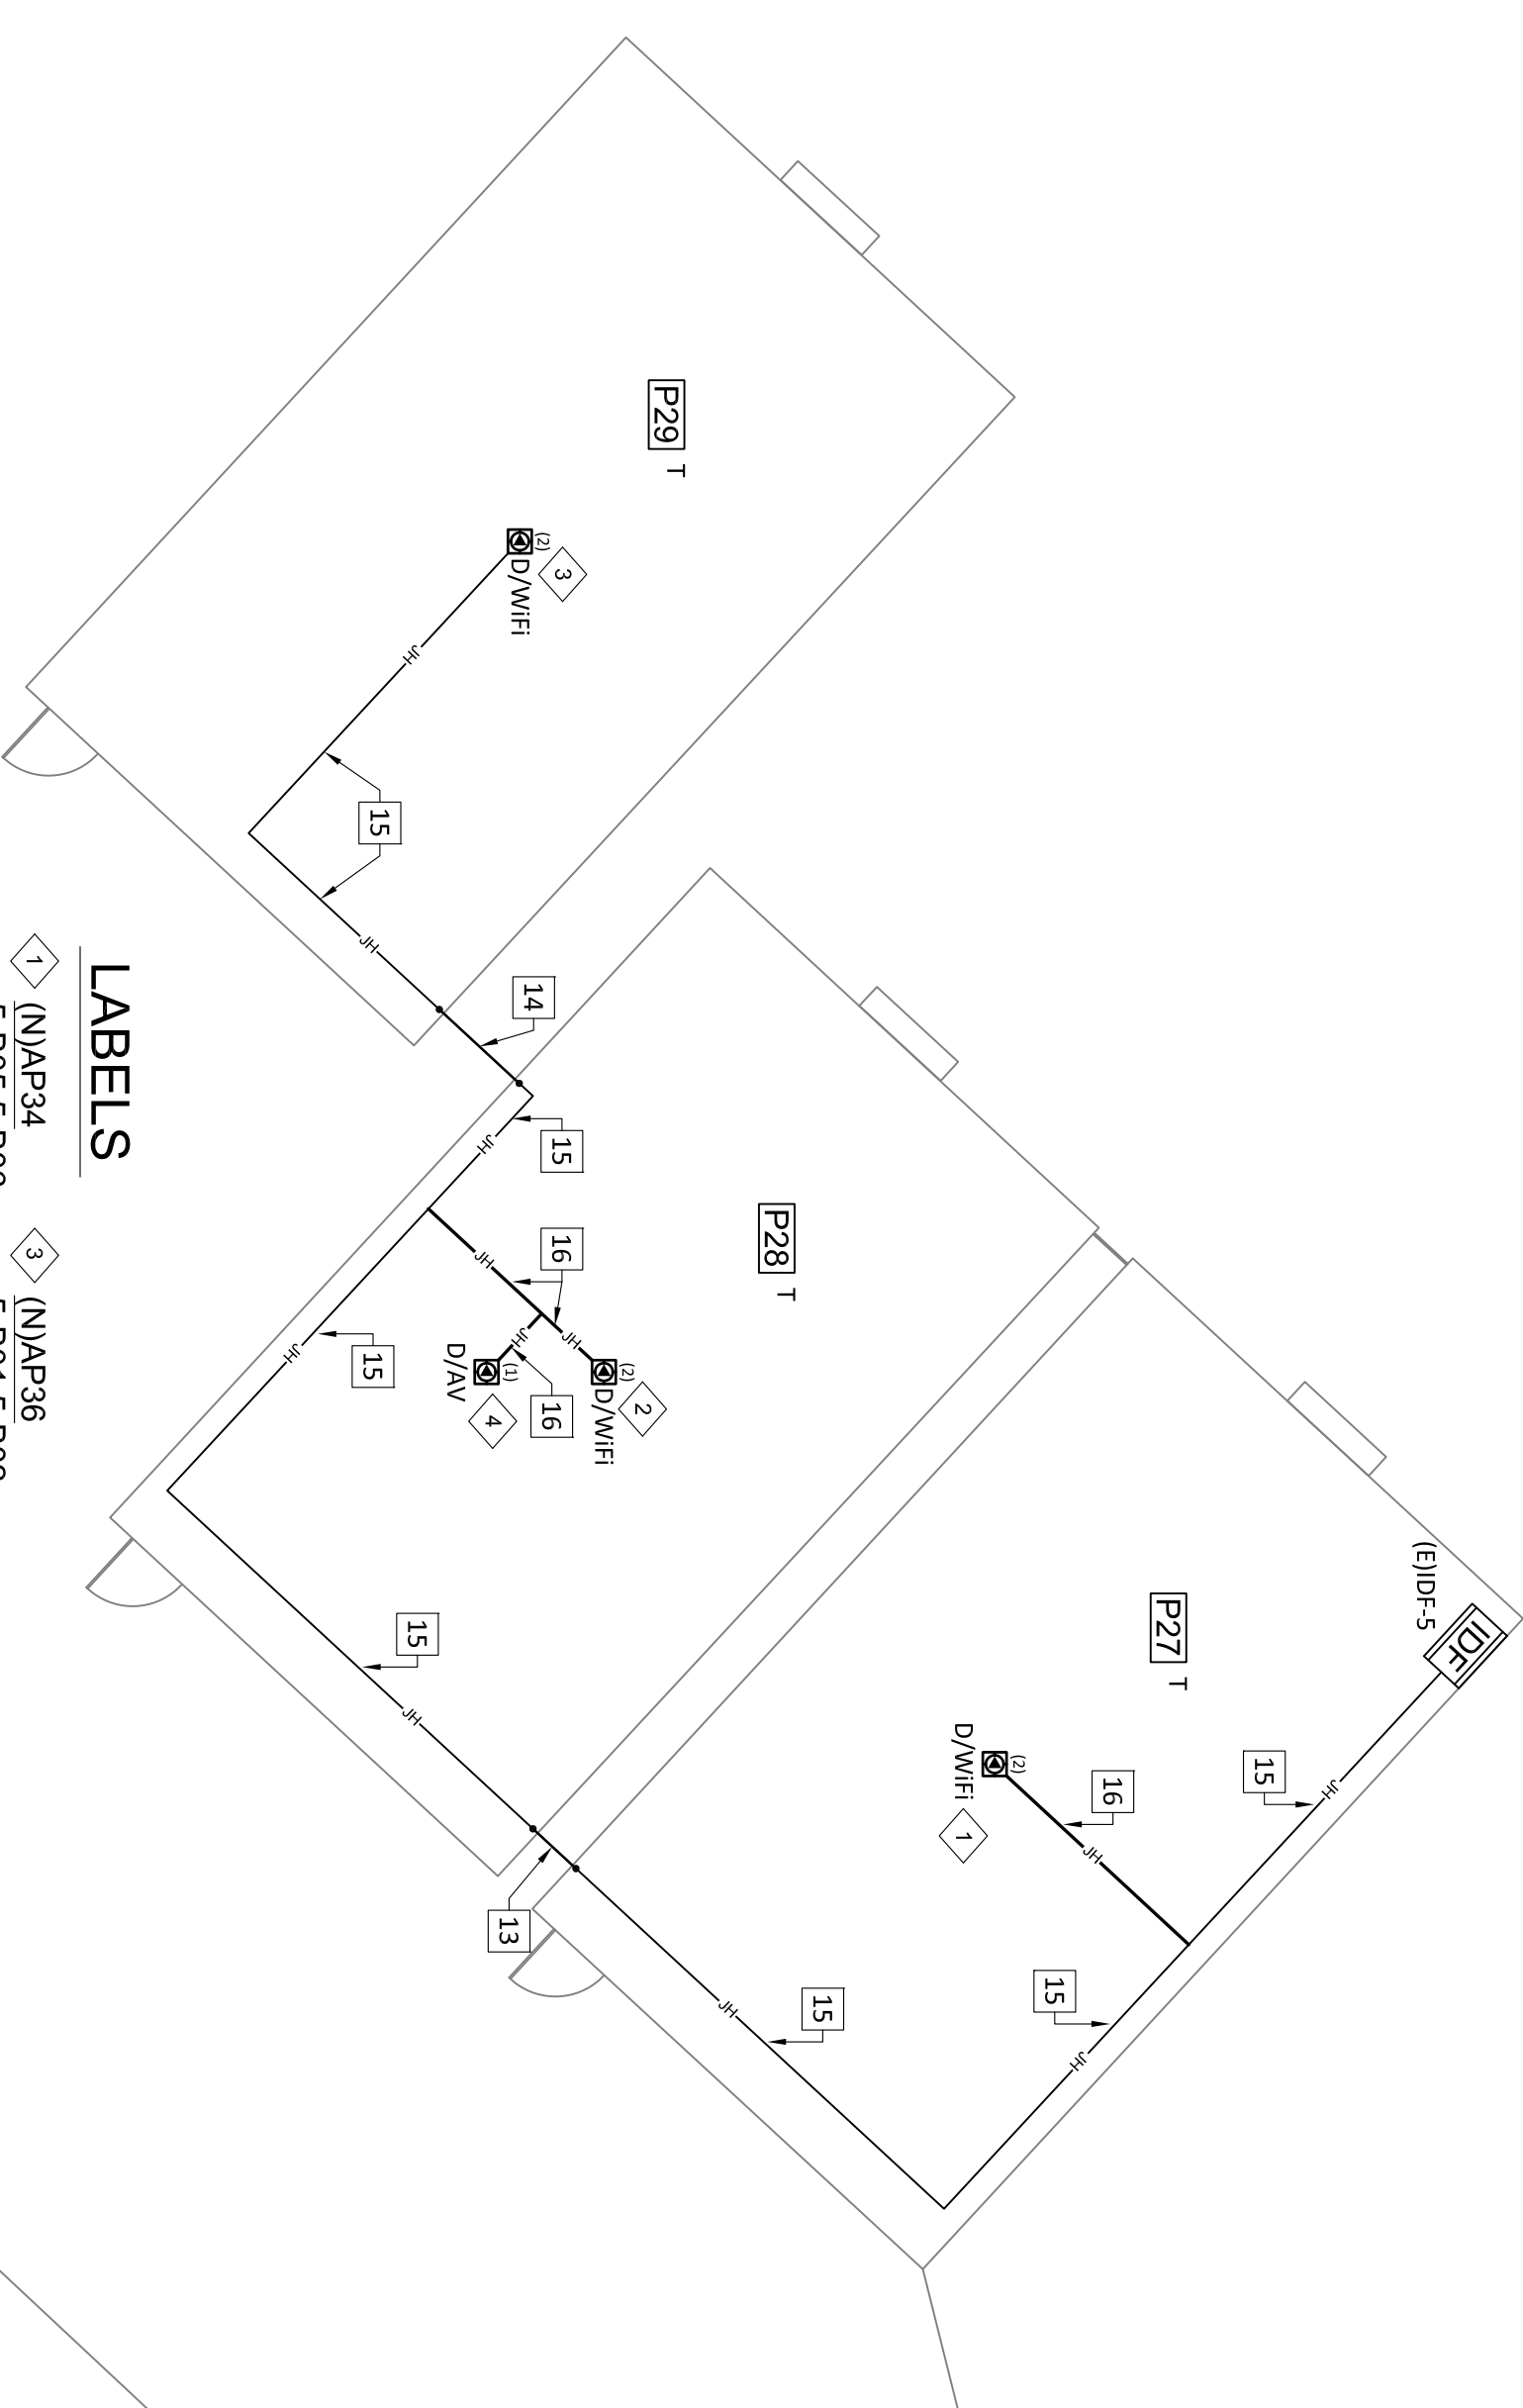 (E)IDF-5
IDF
P27
T
15
16
(2)
D/WiFi
1
15
15
13
P28
T
15
16
(2)
D/WiFi
2
(1)
D/AV
4
16
15
15
14
P29
T
(2)
D/WiFi
3
15
JH
JH
JH
JH
JH
JH
JH
JH
JH
JH
JH
JH
LABELS
1 (N)AP34
3 (N)AP36